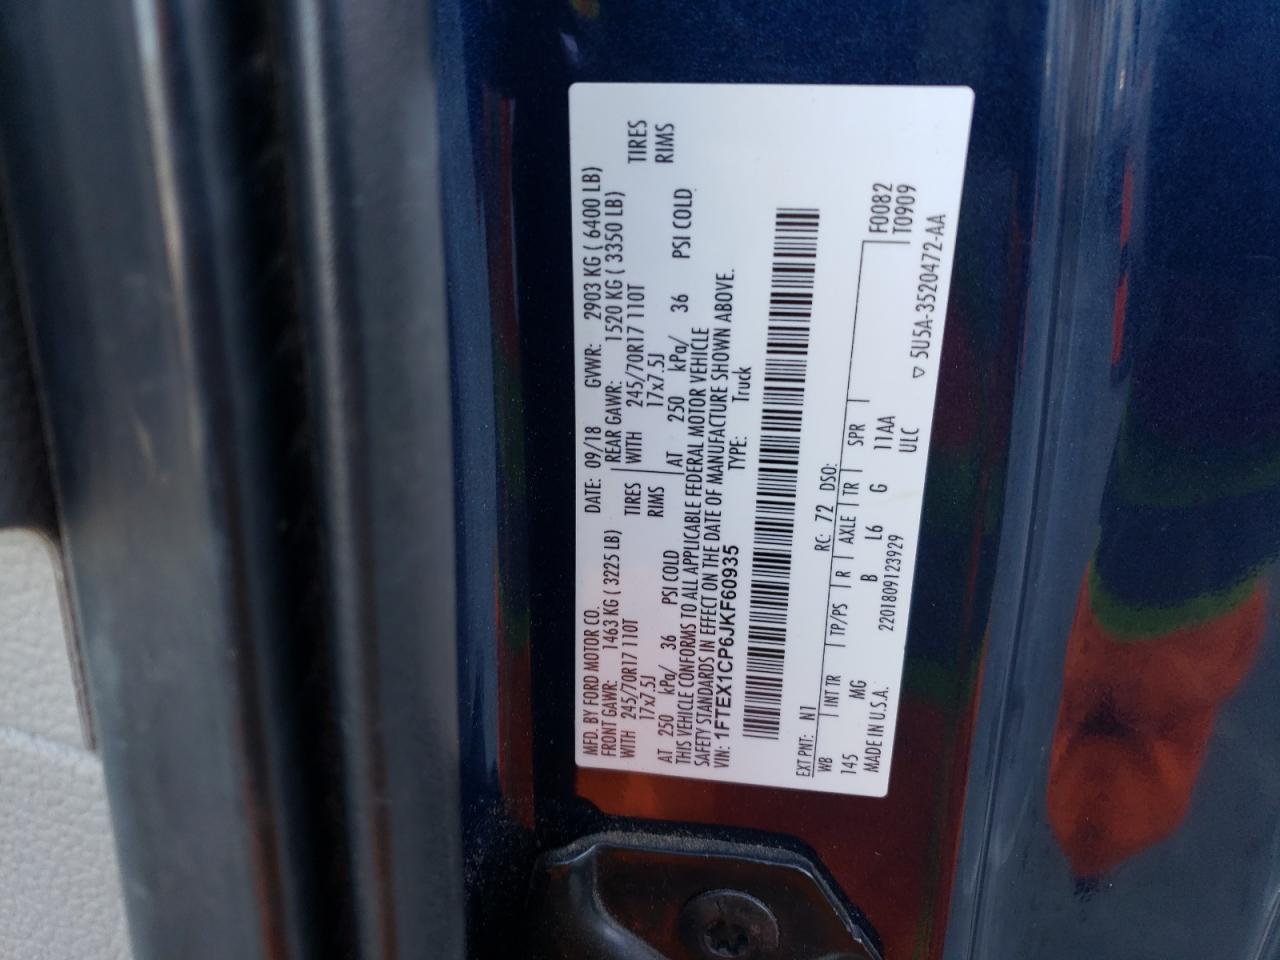 MFD. BY FORD MOTOR CO. DATE: 09/18 GVWR: 2903 KG ( 6400 LB)
FRONT GAWR: 1463 KG ( 3225 LB) REAR GAWR: 1520 KG ( 3350 LB)
WITH 245/70R17 110T TIRES WITH 245/70R17 110T TIRES
17x7.5J RIMS 17x7.5J RIMS
AT 250 kPa/ 36 PSI COLD AT 250 kPa/ 36 PSI COLD
THIS VEHICLE CONFORMS TO ALL APPLICABLE FEDERAL MOTOR VEHICLE
SAFETY STANDARDS IN EFFECT ON THE DATE OF MANUFACTURE SHOWN ABOVE.
VIN: 1FTEX1CP6JKF60935 TYPE: Truck
EXT PNT: N1 RC: 72 DSO: F0082
WB INT TR TP/PS R AXLE TR SPR T0909
145 MG B L6 G 11AA
MADE IN U.S.A. 2201809123929 ULC ▽ 5U5A-3520472-AA